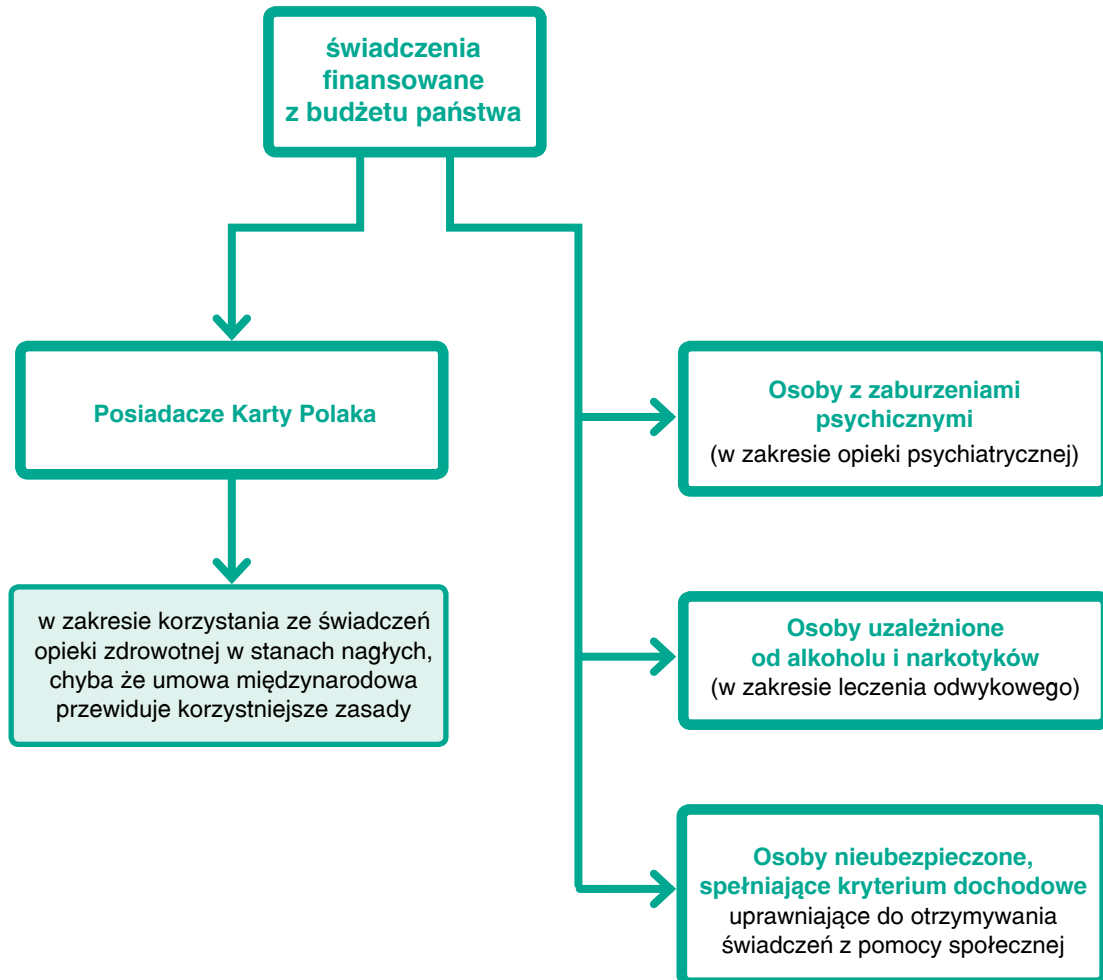 świadczenia
finansowane
z budżetu państwa
Posiadacze Karty Polaka
w zakresie korzystania ze świadczeń
opieki zdrowotnej w stanach nagłych,
chyba że umowa międzynarodowa
przewiduje korzystniejsze zasady
Osoby z zaburzeniami
psychicznymi
(w zakresie opieki psychiatrycznej)
Osoby uzależnione
od alkoholu i narkotyków
(w zakresie leczenia odwykowego)
Osoby nieubezpieczone,
spełniające kryterium dochodowe
uprawniające do otrzymywania
świadczeń z pomocy społecznej